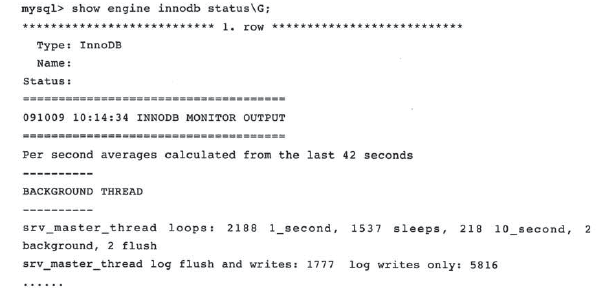 mysql> show engine innodb status\G;
*************************** 1. row ***************************
Type: InnoDB
Name:
Status:
=====================================
091009 10:14:34 INNODB MONITOR OUTPUT
=====================================
Per second averages calculated from the last 42 seconds
----------
BACKGROUND THREAD
----------
srv_master_thread loops: 2188 1_second, 1537 sleeps, 218 10_second, 2
background, 2 flush
srv_master_thread log flush and writes: 1777 log writes only: 5816
......